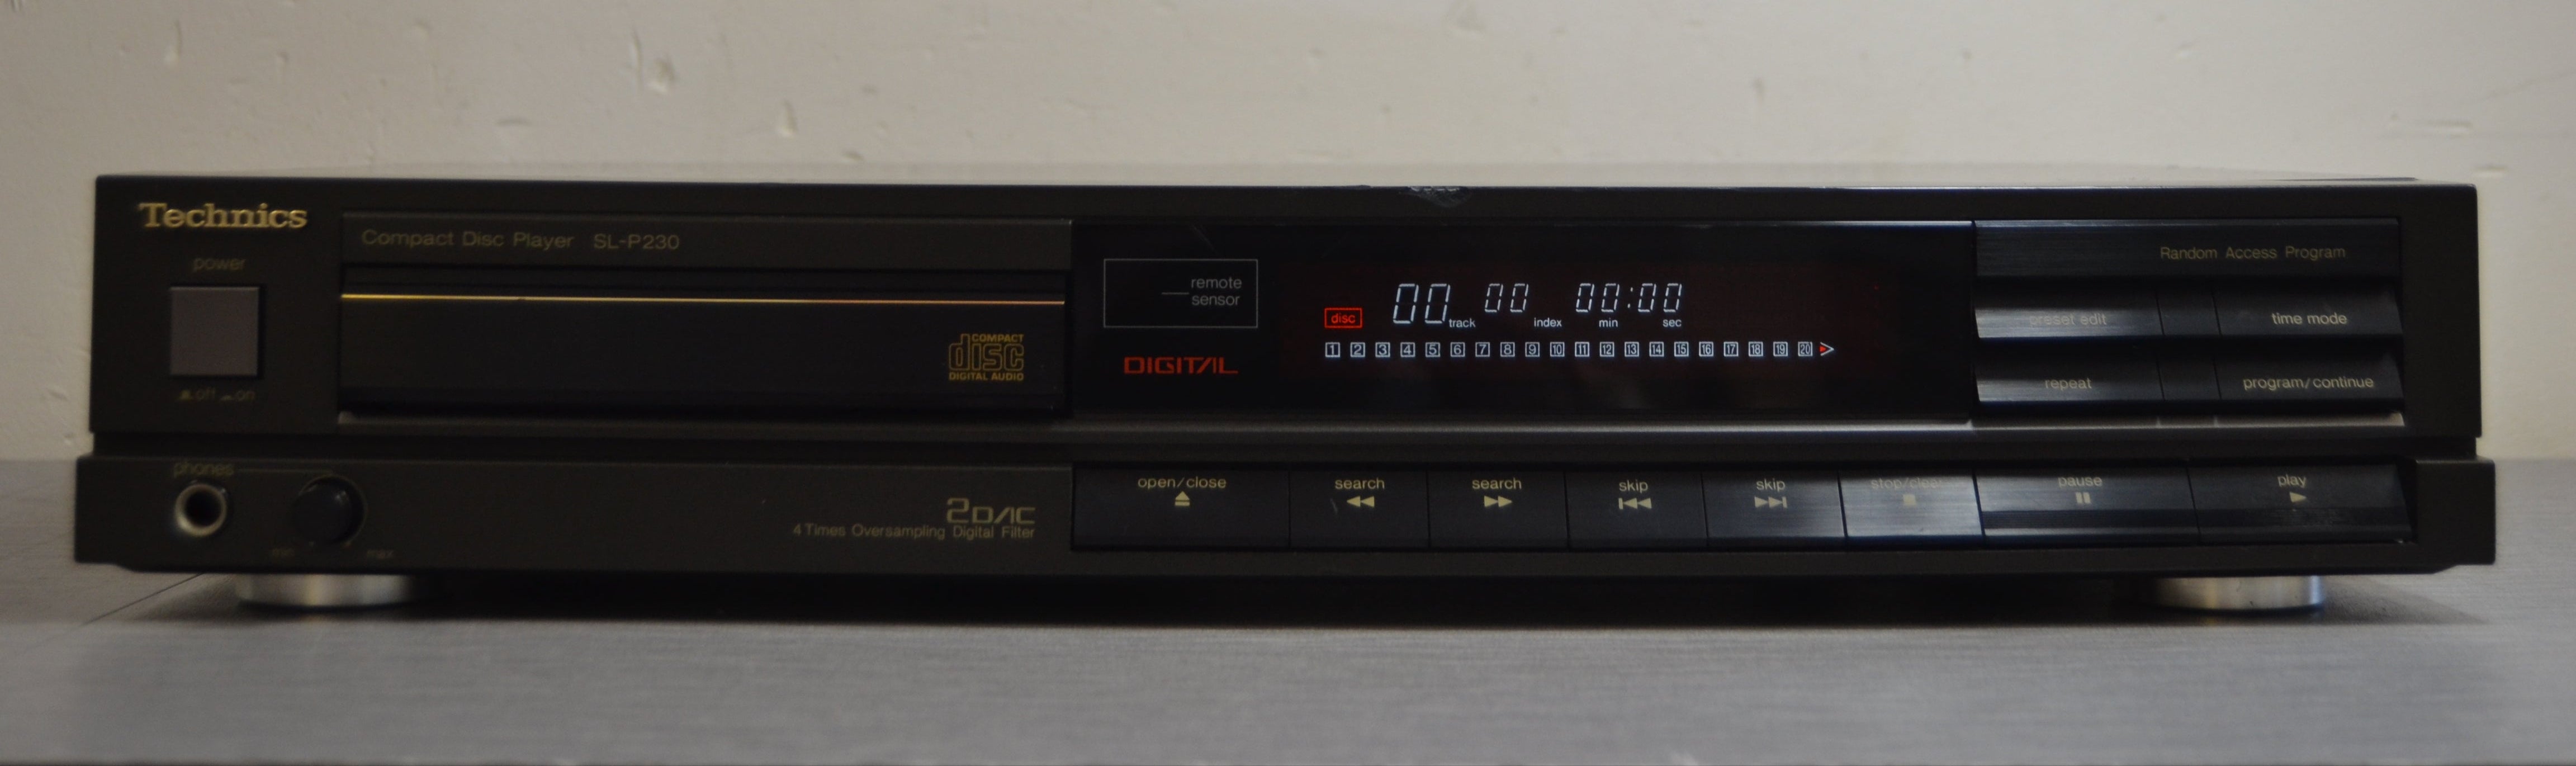 Technics
Compact Disc Player SL-P230
power
off on
COMPACT
disc
DIGITAL AUDIO
remote
sensor
DIGITAL
disc
00 track 00 index 00:00 min sec
1 2 3 4 5 6 7 8 9 10 11 12 13 14 15 16 17 18 19 20
Random Access Program
preset edit
time mode
repeat
program/continue
phones
min max
2DAC
4 Times Oversampling Digital Filter
open/close
search
search
skip
skip
stop/clear
pause
play